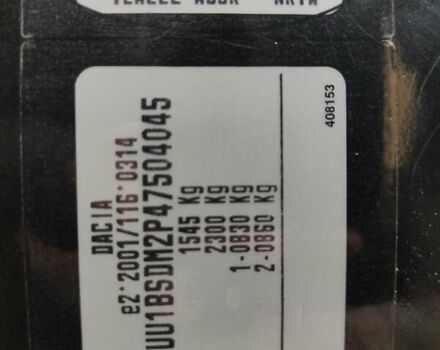 DACIA
e2*2001/116*0314
UU1BSDM2P47504045
1545 Kg
2300 Kg
1-0830 Kg
2-0860 Kg
408153